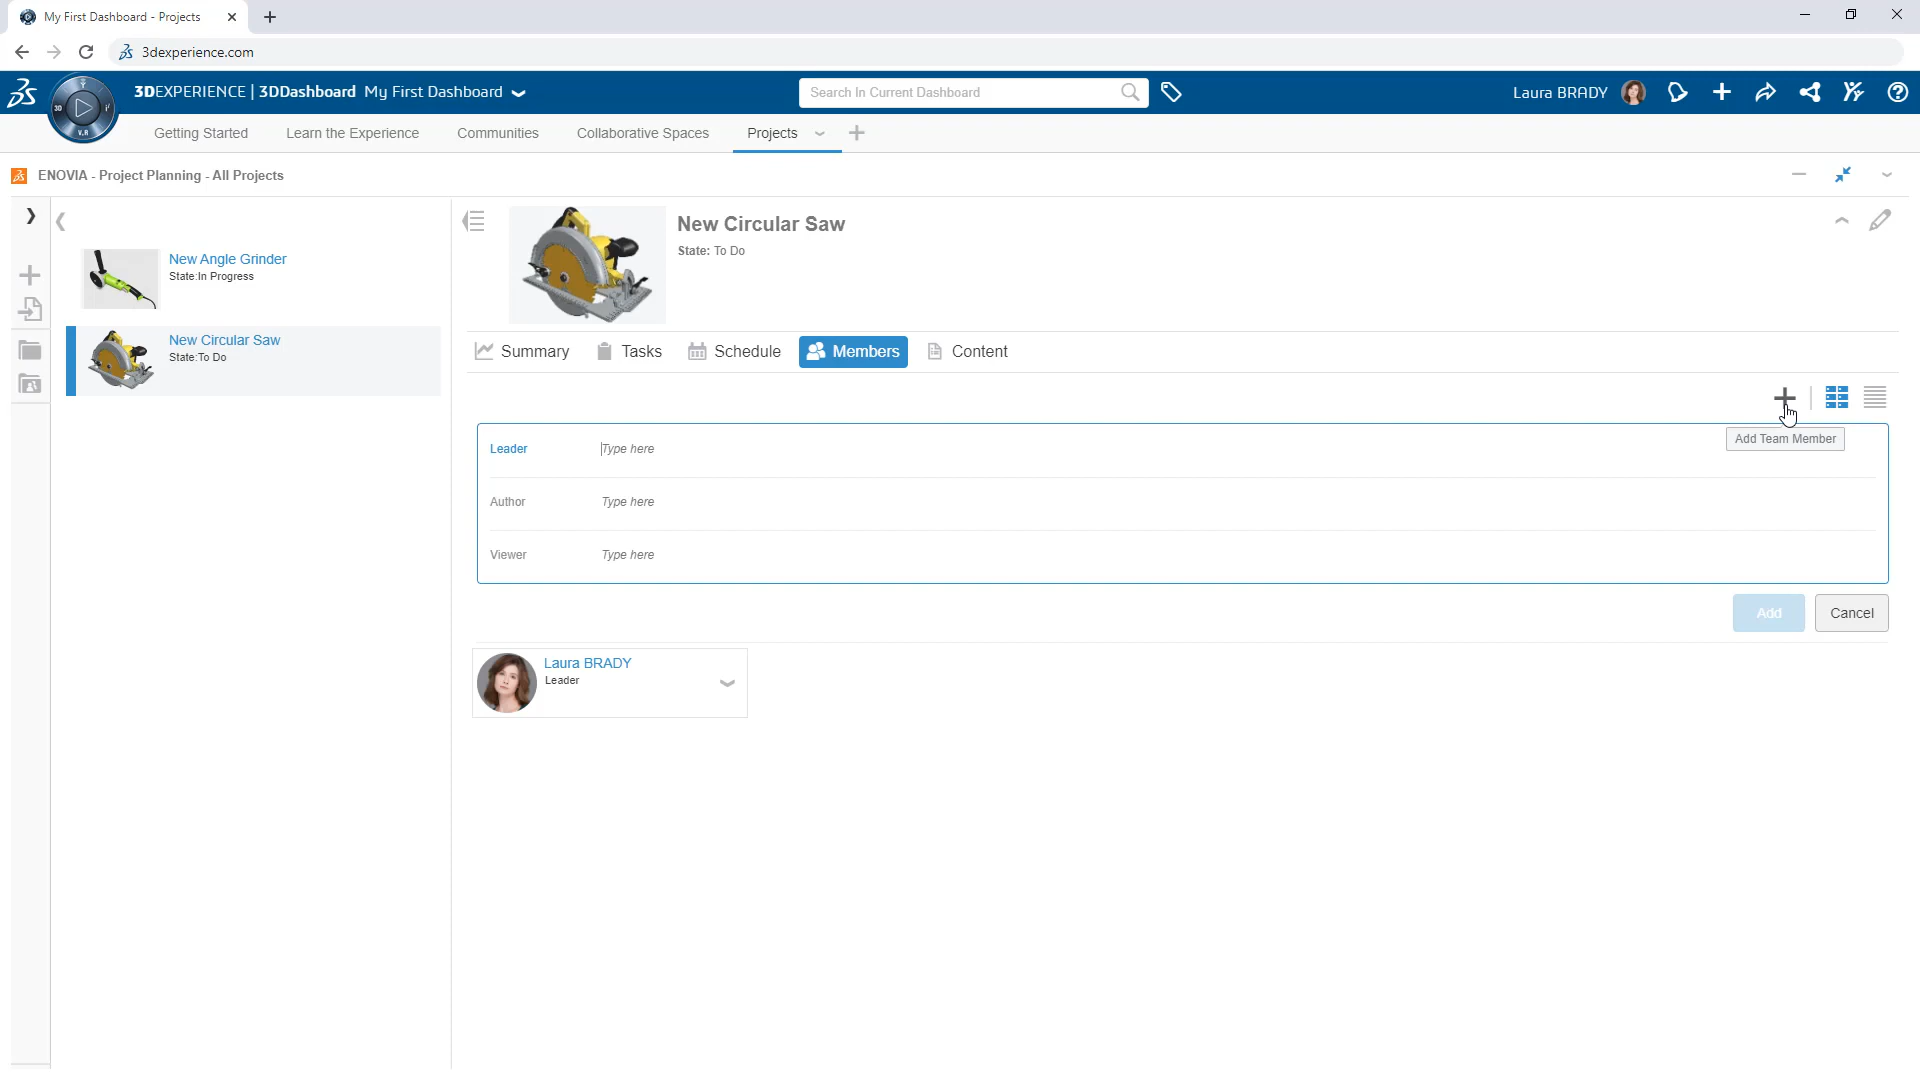 My First Dashboard - Projects
3dexperience.com
3DEXPERIENCE | 3DDashboard My First Dashboard
Search In Current Dashboard
Laura BRADY
3D
V.R
Getting Started
Learn the Experience
Communities
Collaborative Spaces
Projects
ENOVIA - Project Planning - All Projects
New Angle Grinder
State:In Progress
New Circular Saw
State:To Do
New Circular Saw
State: To Do
Summary
Tasks
Schedule
Members
Content
Add Team Member
Leader Type here
Author Type here
Viewer Type here
Add
Cancel
Laura BRADY
Leader